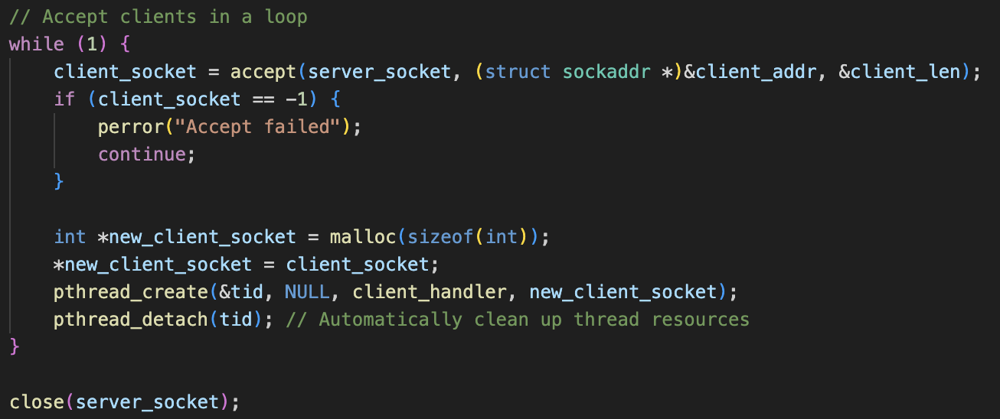 // Accept clients in a loop
while (1) {
    client_socket = accept(server_socket, (struct sockaddr *)&client_addr, &client_len);
    if (client_socket == -1) {
        perror("Accept failed");
        continue;
    }

    int *new_client_socket = malloc(sizeof(int));
    *new_client_socket = client_socket;
    pthread_create(&tid, NULL, client_handler, new_client_socket);
    pthread_detach(tid); // Automatically clean up thread resources
}

close(server_socket);